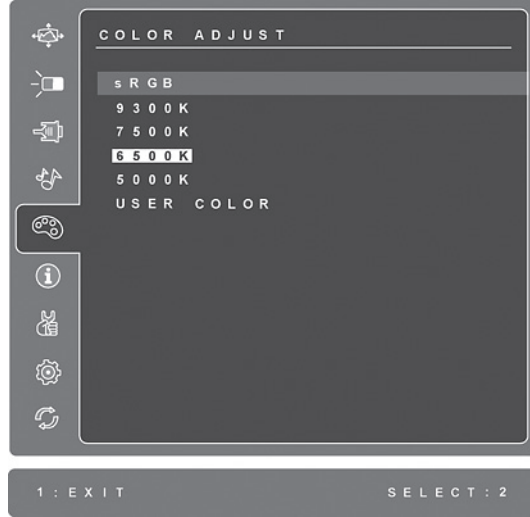 COLOR ADJUST
sRGB
9300K
7500K
6500K
5000K
USER COLOR
1:EXIT SELECT:2